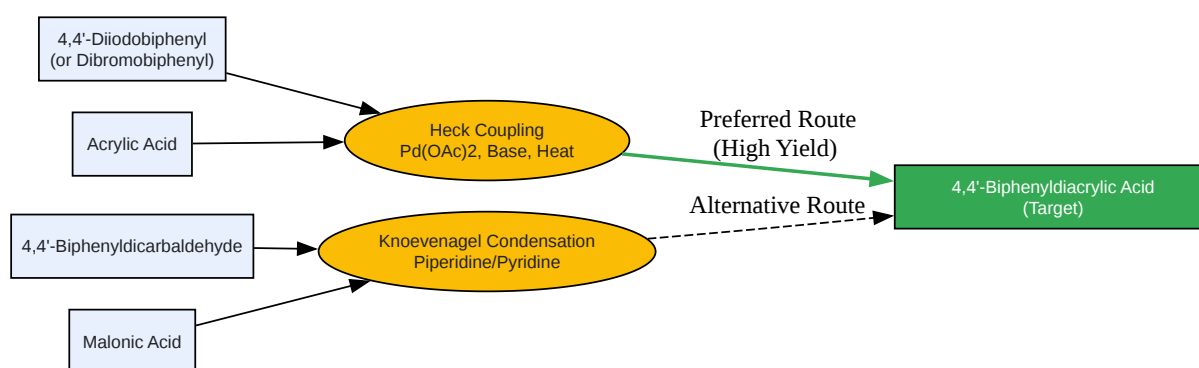 4,4'-Diiodobiphenyl
(or Dibromobiphenyl)
Acrylic Acid
Heck Coupling
Pd(OAc)2, Base, Heat
Preferred Route
(High Yield)
4,4'-Biphenyldiacrylic Acid
(Target)
Alternative Route
4,4'-Biphenyldicarbaldehyde
Knoevenagel Condensation
Piperidine/Pyridine
Malonic Acid